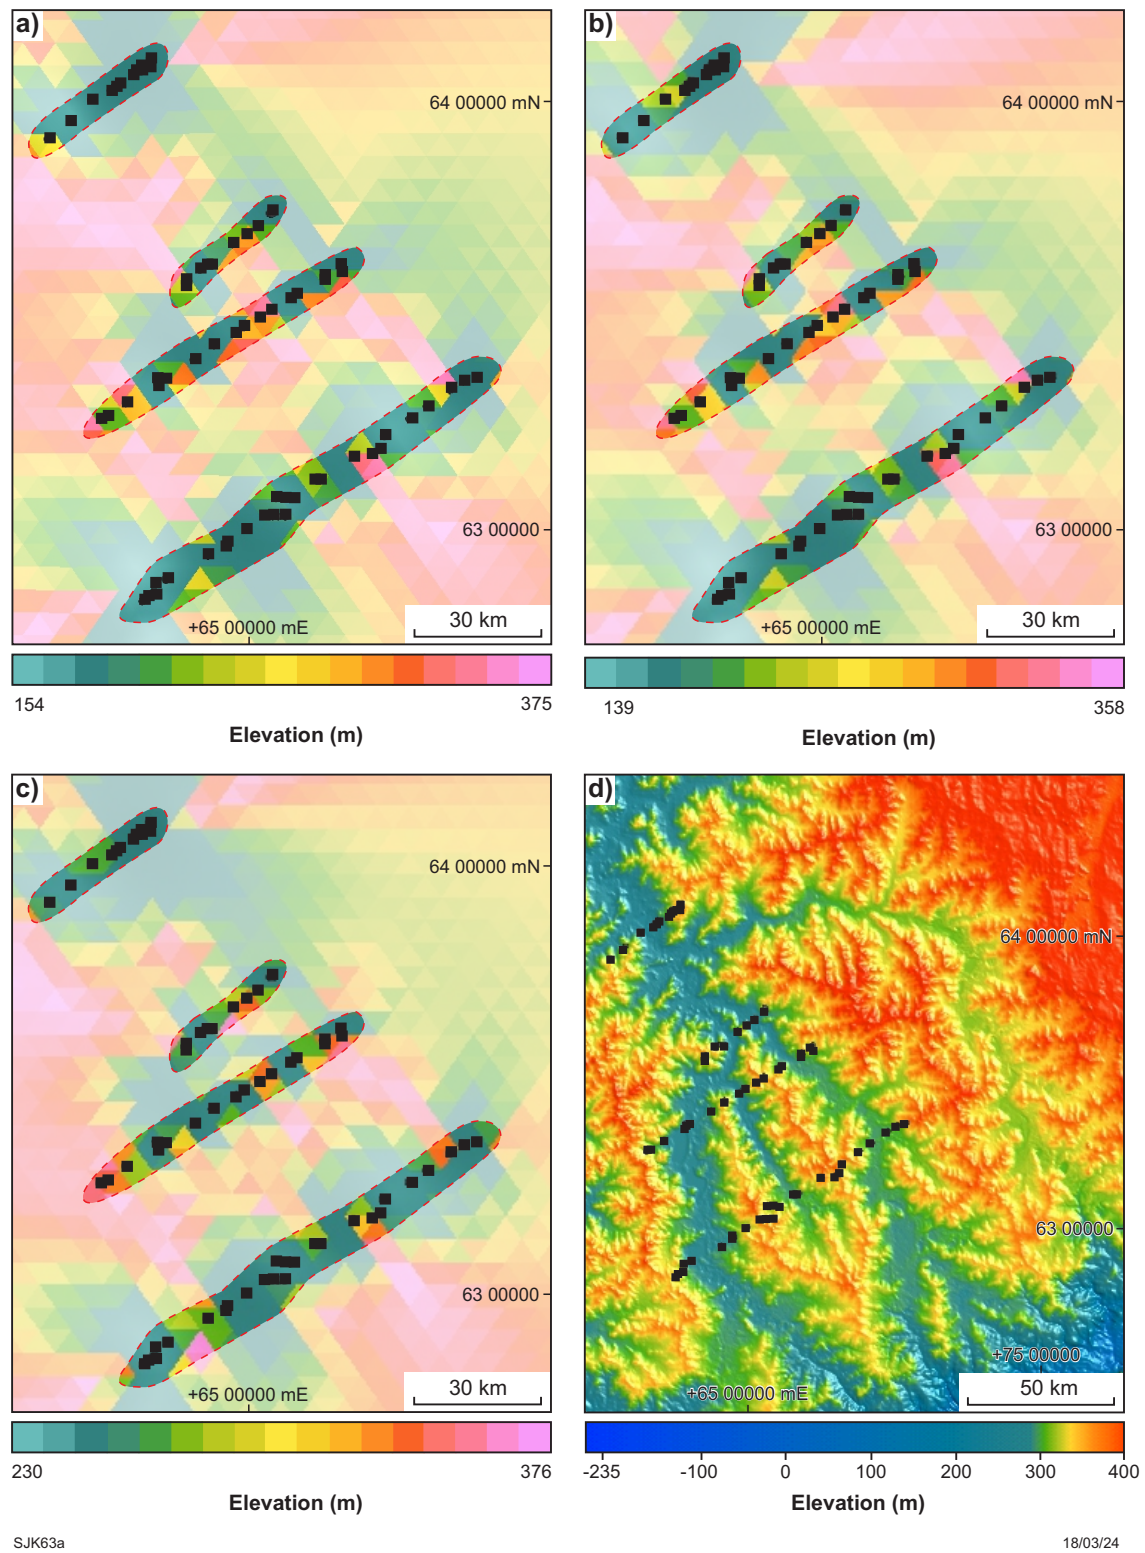 a)
64 00000 mN
63 00000
+65 00000 mE
30 km
154
375
Elevation (m)
b)
64 00000 mN
63 00000
+65 00000 mE
30 km
139
358
Elevation (m)
c)
64 00000 mN
63 00000
+65 00000 mE
30 km
230
376
Elevation (m)
d)
64 00000 mN
63 00000
+75 00000
+65 00000 mE
50 km
-235
-100
0
100
200
300
400
Elevation (m)
SJK63a
18/03/24